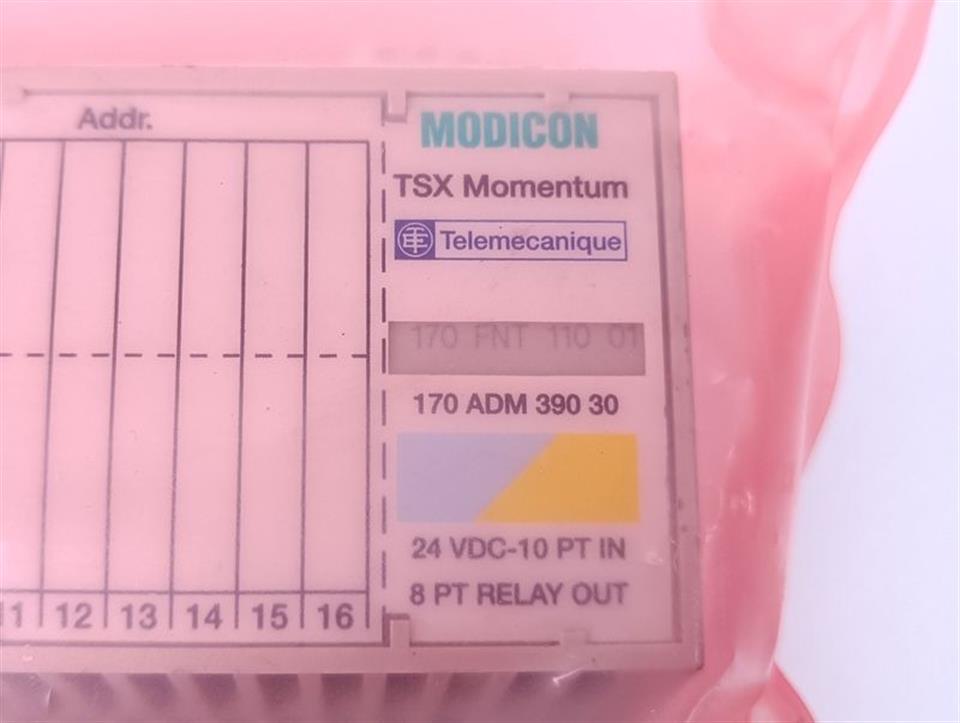 Addr.
MODICON
TSX Momentum
Telemecanique
170 FNT 110 01
170 ADM 390 30
24 VDC-10 PT IN
8 PT RELAY OUT
11 12 13 14 15 16